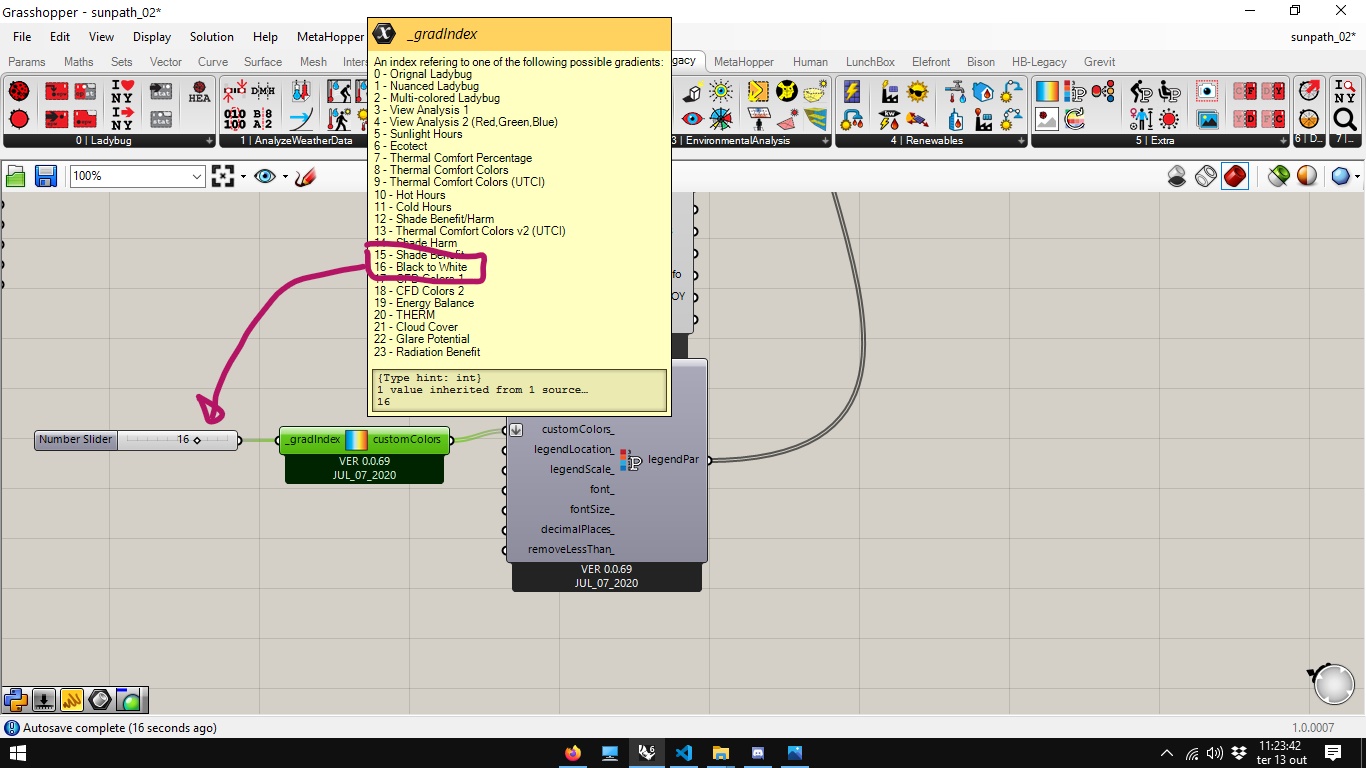 Grasshopper - sunpath_02*
File Edit View Display Solution Help MetaHopper
sunpath_02*
Params Maths Sets Vector Curve Surface Mesh Inters
gacy MetaHopper Human LunchBox Elefront Bison HB-Legacy Grevit
0 | Ladybug
1 | AnalyzeWeatherData
3 | EnvironmentalAnalysis
4 | Renewables
5 | Extra
6 | D...
7 |...
100%
_gradIndex
An index refering to one of the following possible gradients:
0 - Orignal Ladybug
1 - Nuanced Ladybug
2 - Multi-colored Ladybug
3 - View Analysis 1
4 - View Analysis 2 (Red,Green,Blue)
5 - Sunlight Hours
6 - Ecotect
7 - Thermal Comfort Percentage
8 - Thermal Comfort Colors
9 - Thermal Comfort Colors (UTCI)
10 - Hot Hours
11 - Cold Hours
12 - Shade Benefit/Harm
13 - Thermal Comfort Colors v2 (UTCI)
14 - Shade Harm
15 - Shade Benefit
16 - Black to White
17 - CFD Colors 1
18 - CFD Colors 2
19 - Energy Balance
20 - THERM
21 - Cloud Cover
22 - Glare Potential
23 - Radiation Benefit
{Type hint: int}
1 value inherited from 1 source…
16
fo
OY
Number Slider 16
_gradIndex customColors
VER 0.0.69
JUL_07_2020
customColors_
legendLocation_
legendScale_
font_
fontSize_
decimalPlaces_
removeLessThan_
legendPar
VER 0.0.69
JUL_07_2020
Autosave complete (16 seconds ago)
1.0.0007
11:23:42
ter 13 out